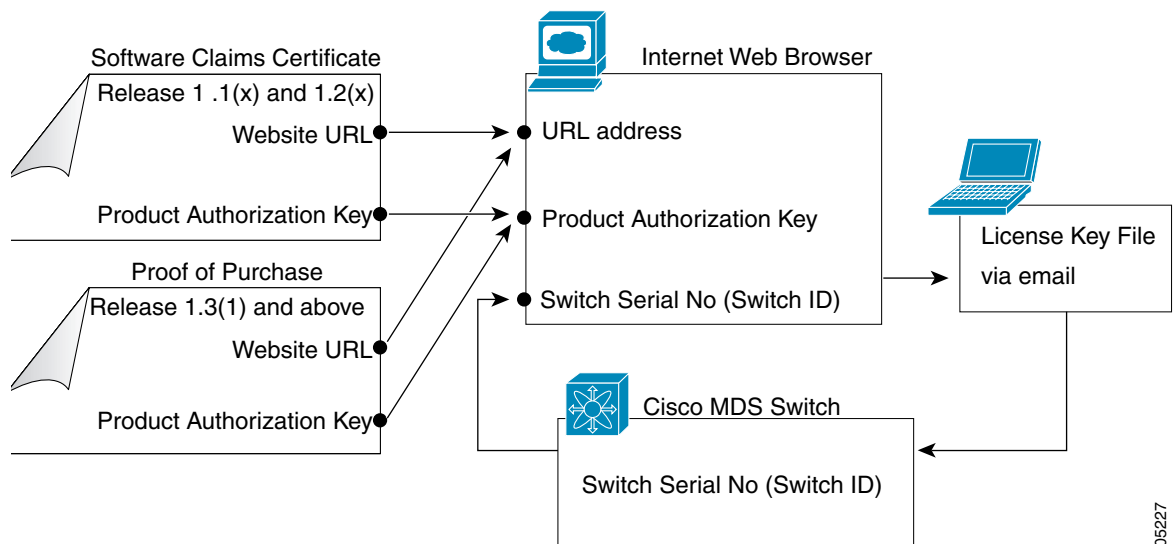 Software Claims Certificate
Release 1 .1(x) and 1.2(x)
Website URL
Product Authorization Key
Proof of Purchase
Release 1.3(1) and above
Website URL
Product Authorization Key
Internet Web Browser
URL address
Product Authorization Key
Switch Serial No (Switch ID)
License Key File
via email
Cisco MDS Switch
Switch Serial No (Switch ID)